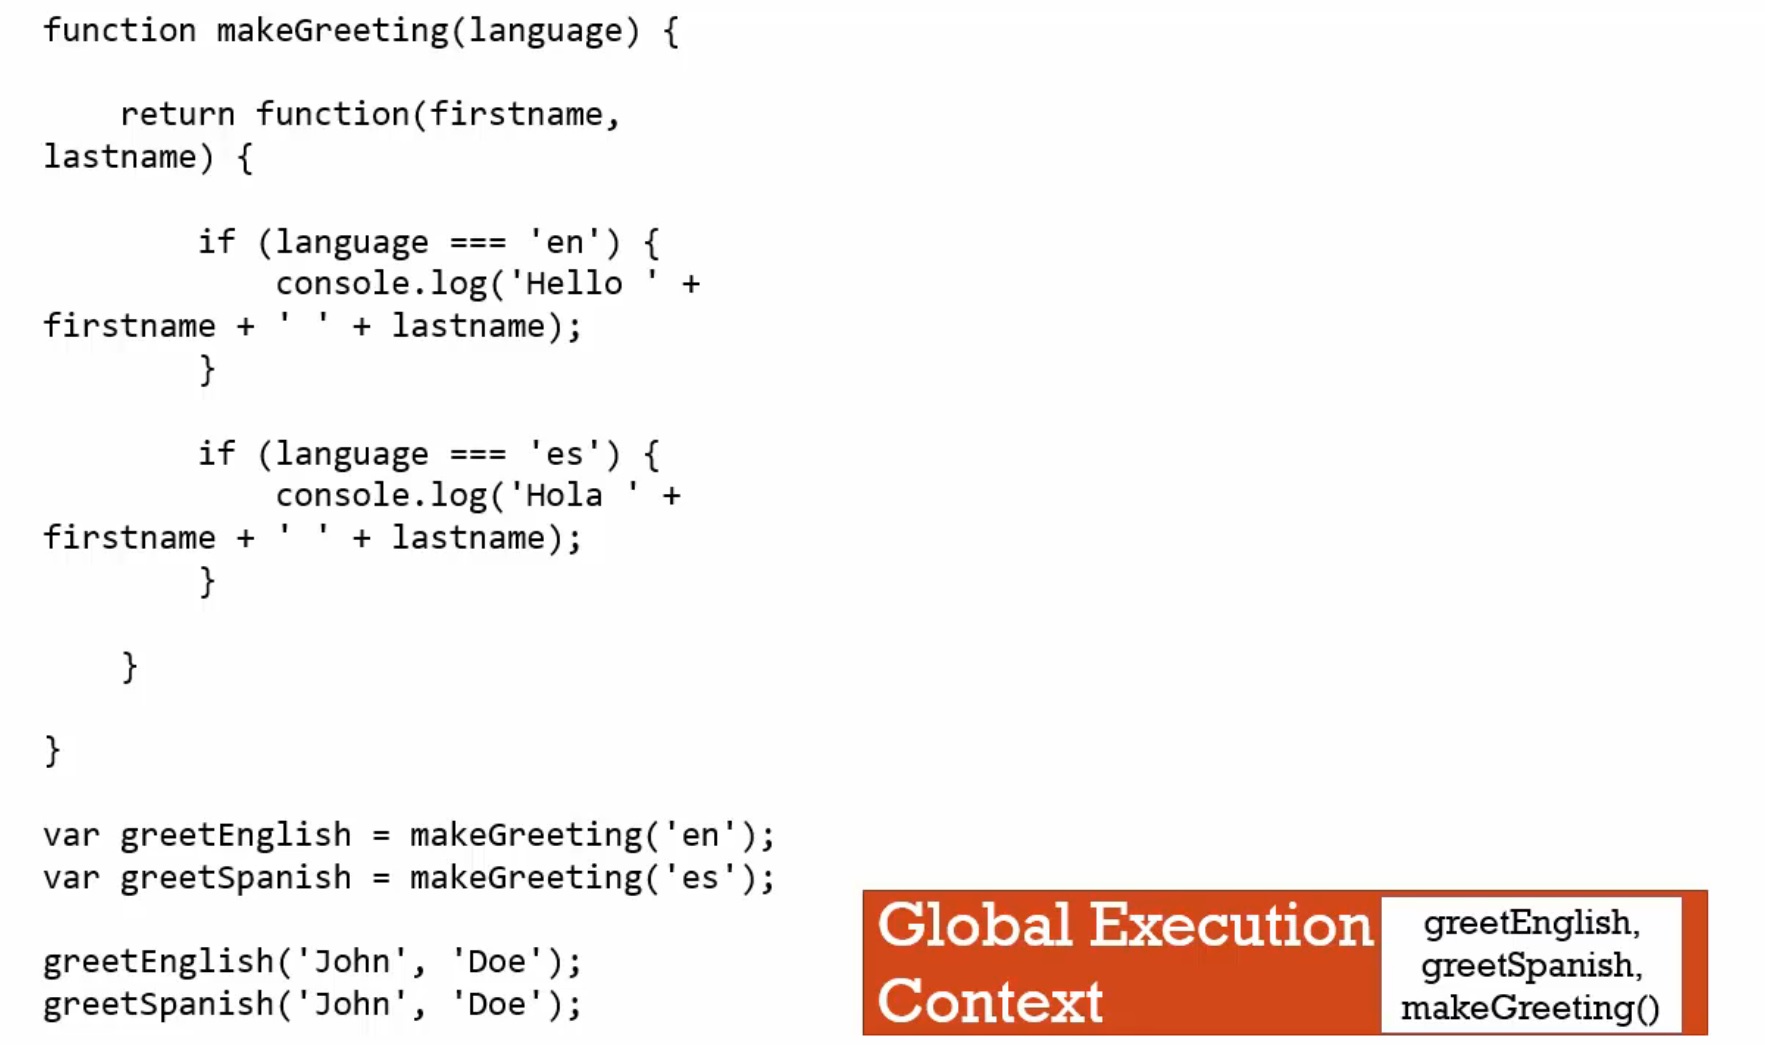 function makeGreeting(language) {
    return function(firstname,
lastname) {
        if (language === 'en') {
            console.log('Hello ' +
firstname + ' ' + lastname);
        }
        if (language === 'es') {
            console.log('Hola ' +
firstname + ' ' + lastname);
        }
    }
}
var greetEnglish = makeGreeting('en');
var greetSpanish = makeGreeting('es');
greetEnglish('John', 'Doe');
greetSpanish('John', 'Doe');
Global Execution
Context
greetEnglish,
greetSpanish,
makeGreeting()